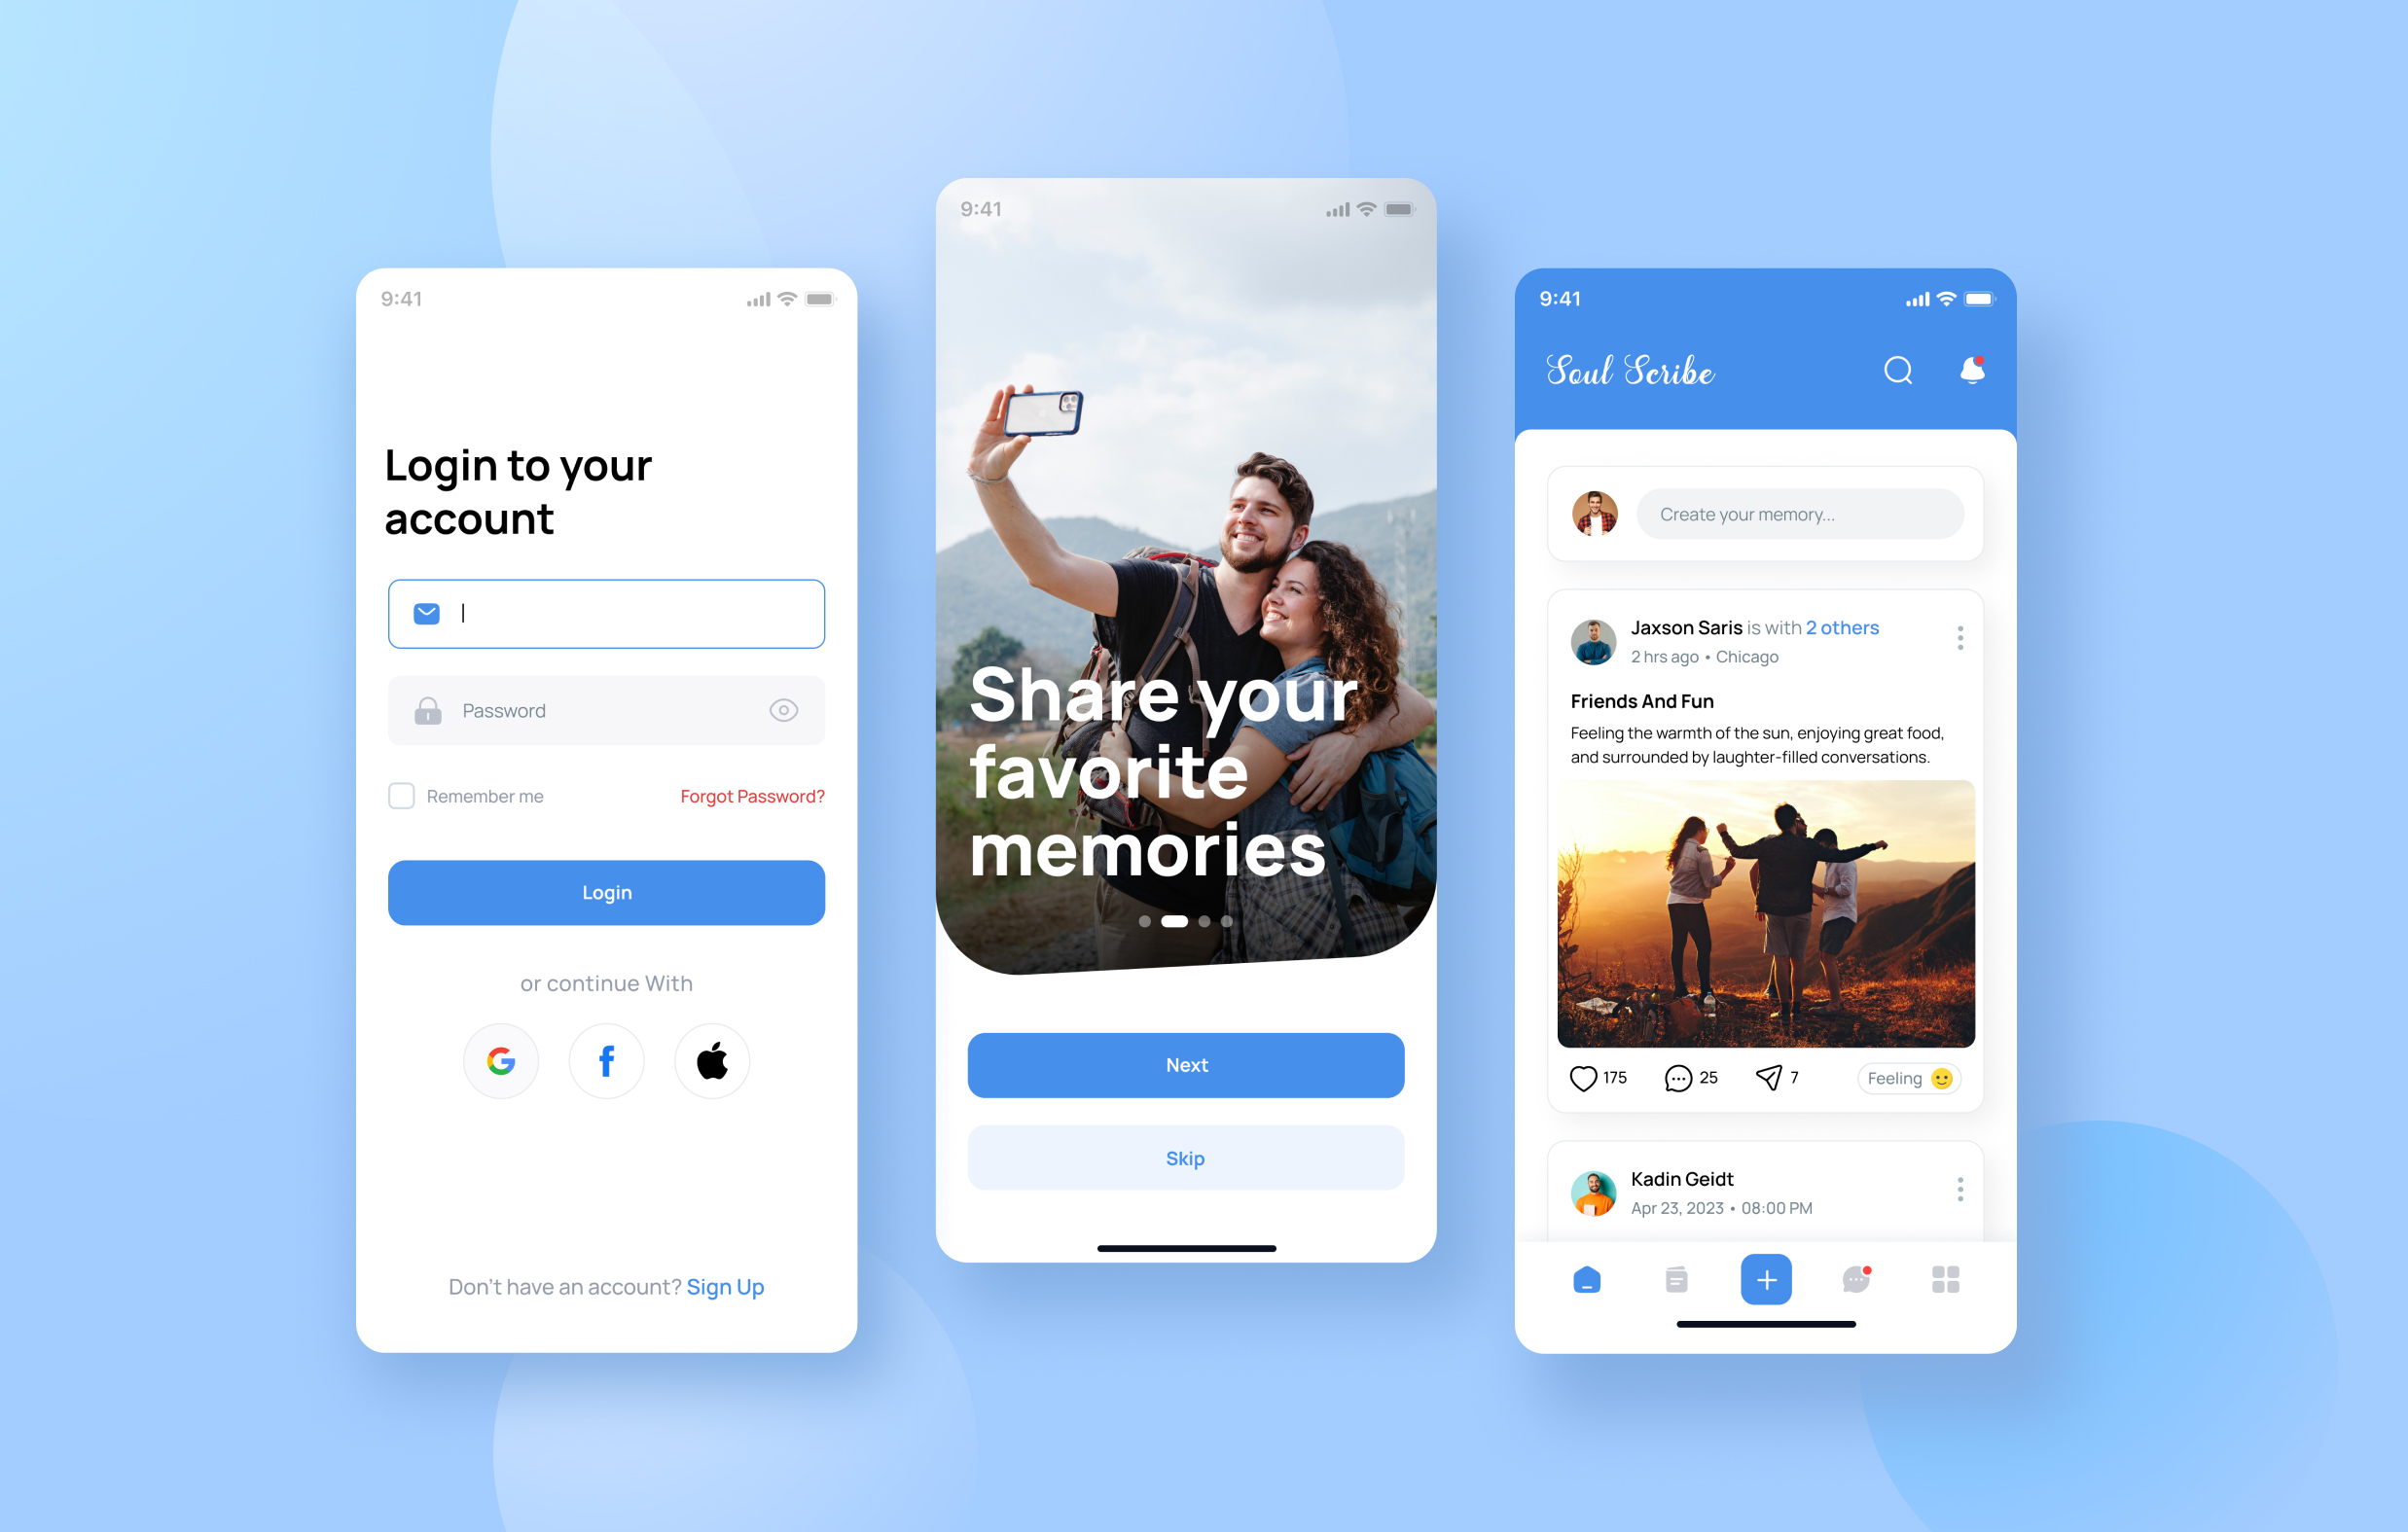 9:41
Login to your
account
Password
Remember me
Forgot Password?
Login
or continue With
Don't have an account? Sign Up
9:41
Share your
favorite
memories
Next
Skip
9:41
Soul Scribe
Create your memory...
Jaxson Saris is with 2 others
2 hrs ago • Chicago
Friends And Fun
Feeling the warmth of the sun, enjoying great food,
and surrounded by laughter-filled conversations.
175
25
7
Feeling
Kadin Geidt
Apr 23, 2023 • 08:00 PM